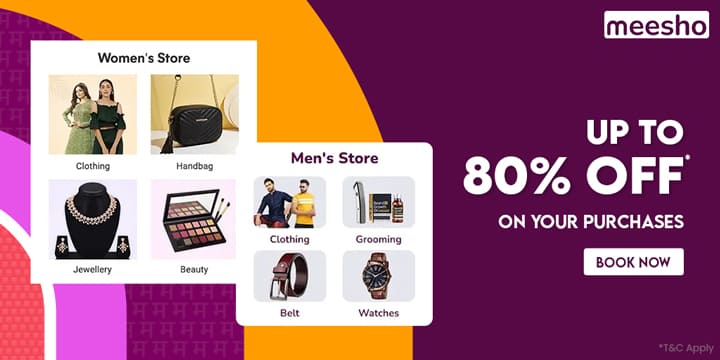 meesho
Women's Store
Clothing
Handbag
Jewellery
Beauty
Men's Store
Clothing
Grooming
Belt
Watches
UP TO
80% OFF*
ON YOUR PURCHASES
BOOK NOW
*T&C Apply